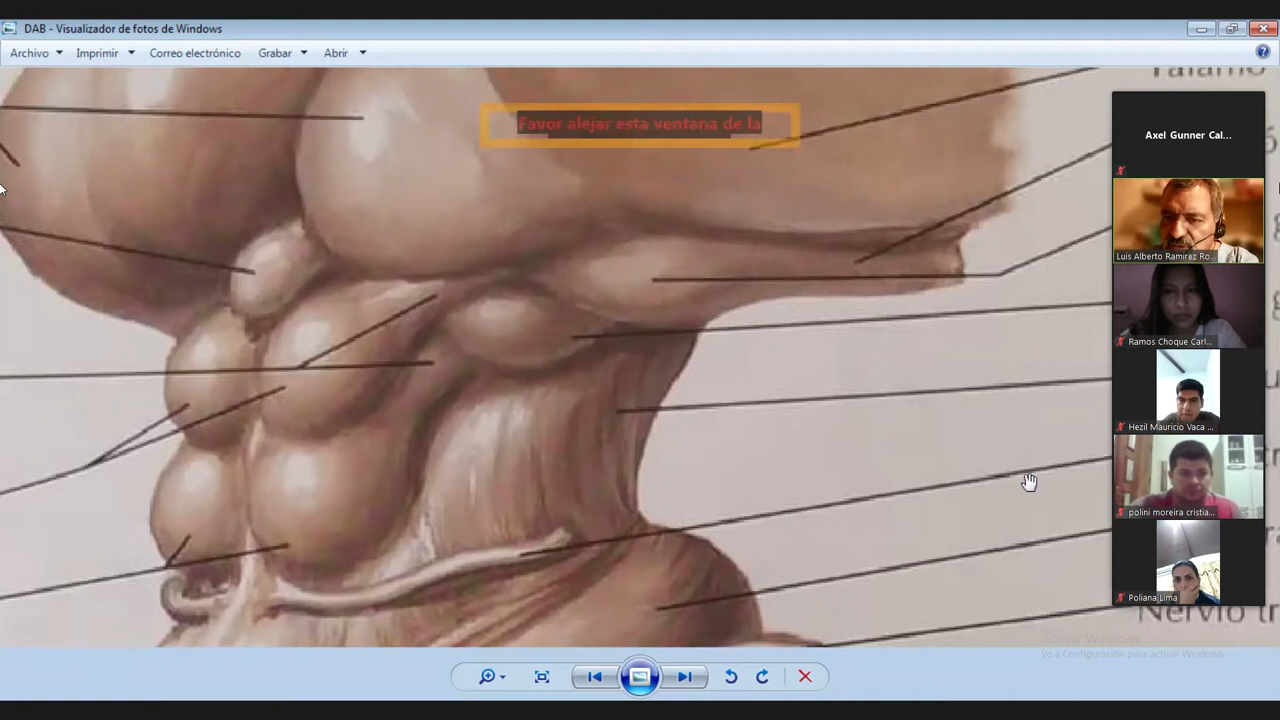 DAB - Visualizador de fotos de Windows
Archivo Imprimir Correo electrónico Grabar Abrir
Favor alejar esta ventana de la
Tálamo
Axel Gunner Cal...
Luis Alberto Ramirez Ro...
Ramos Choque Carl...
Hezil Mauricio Vaca ...
polini moreira cristia...
Poliana Lima
Nervio
Activar Windows
Ve a Configuración para activar Windows.